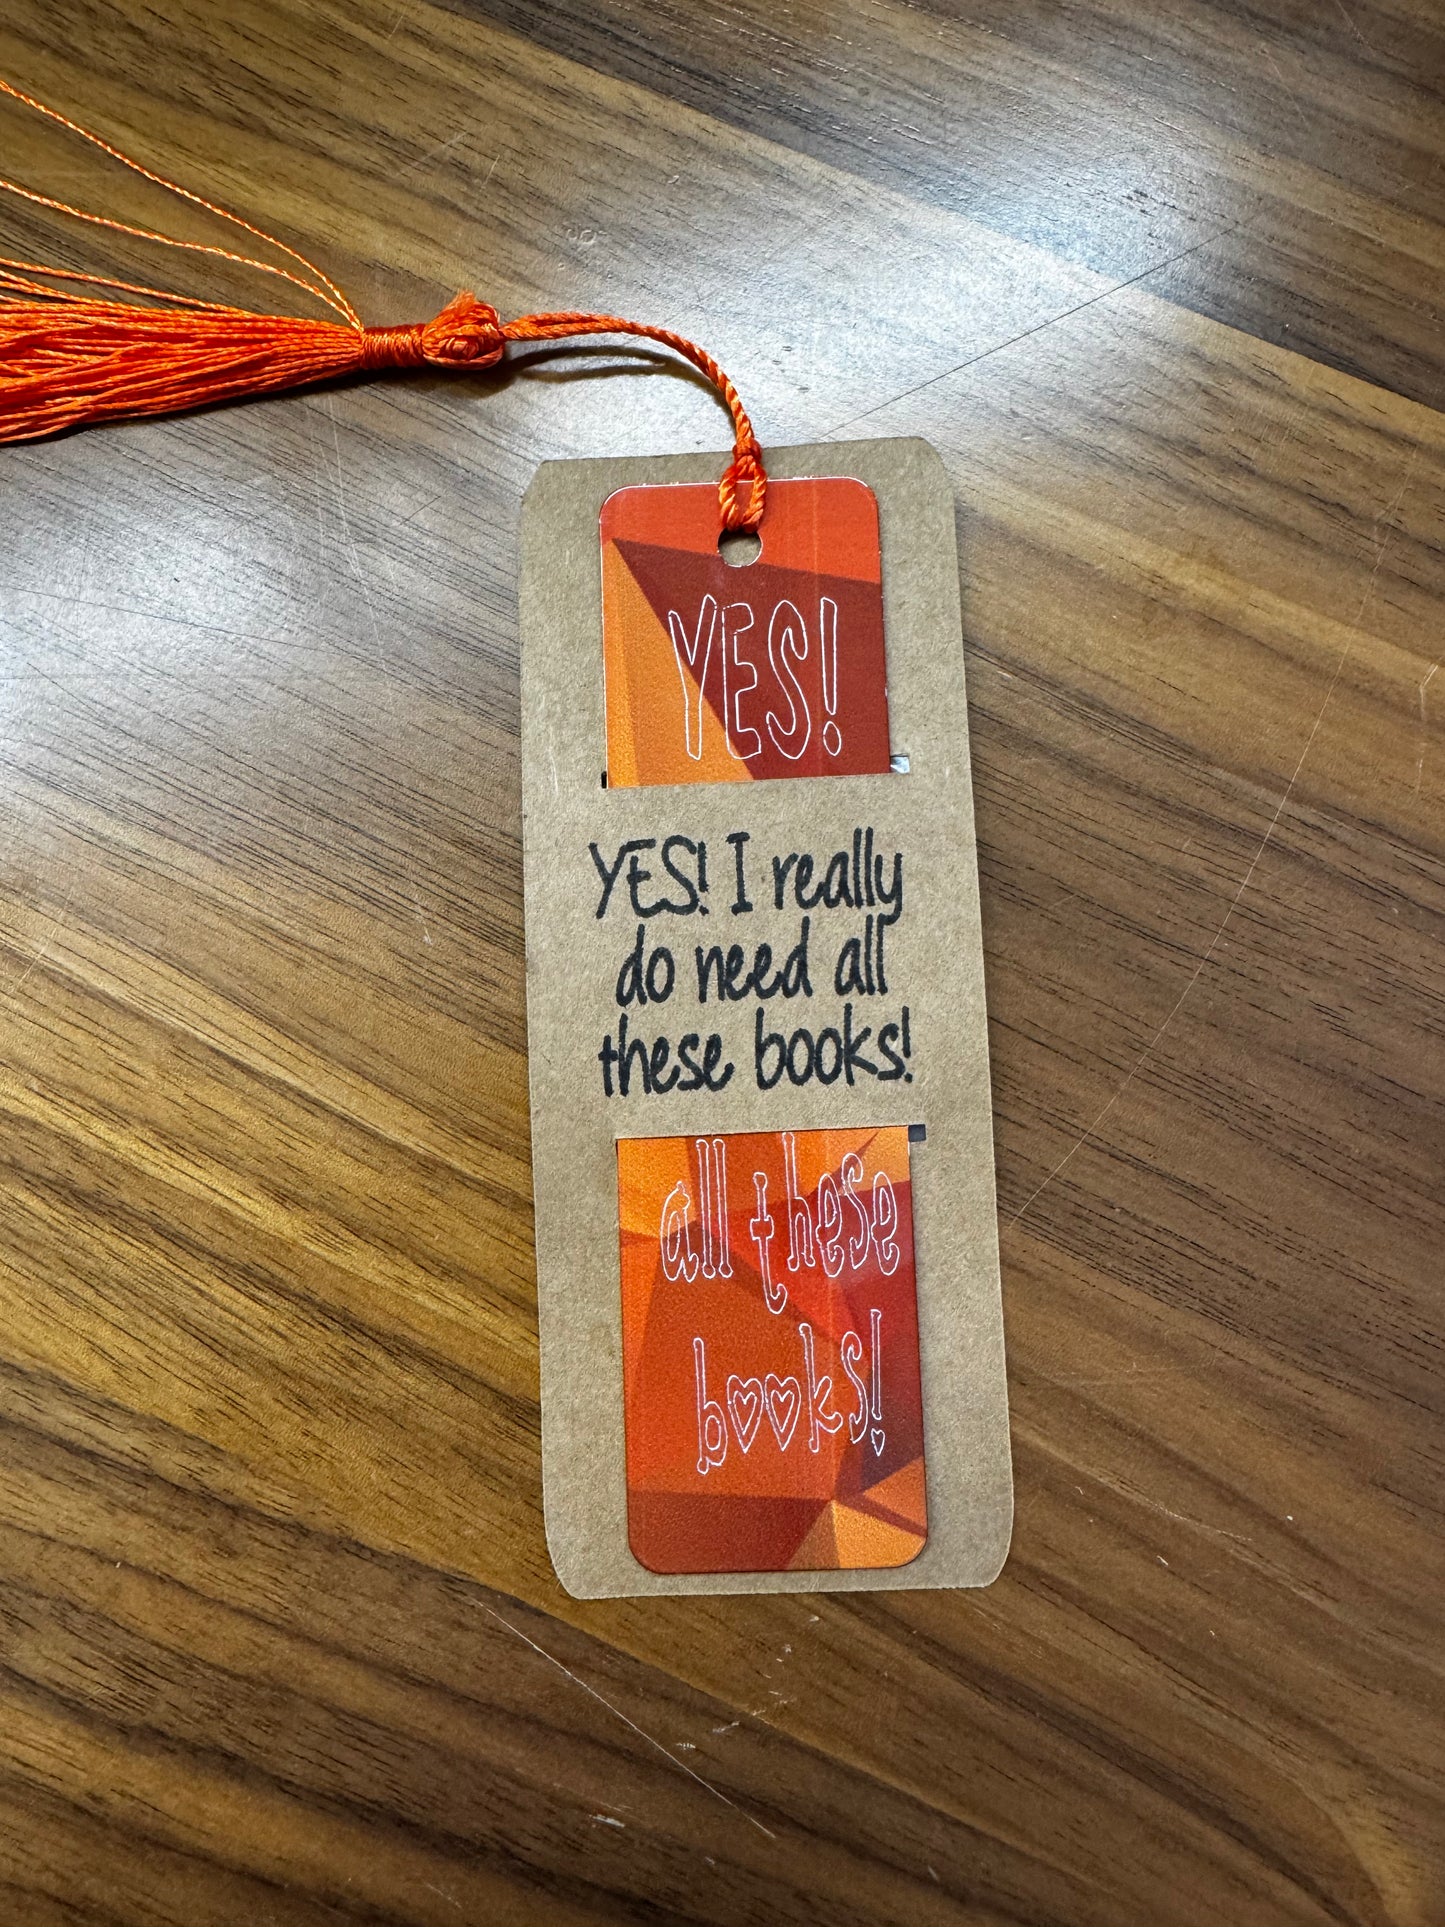 YES!
YES! I really
do need all
these books!
all these
books!